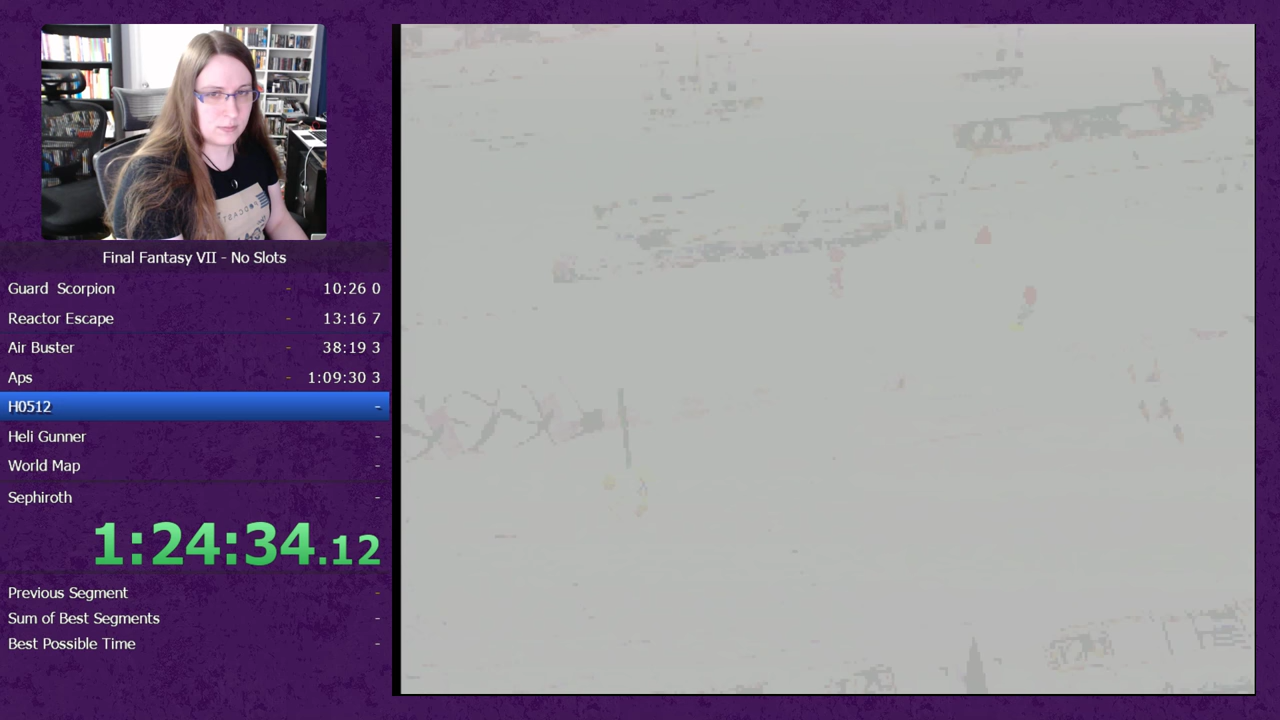 Final Fantasy VII - No Slots
Guard Scorpion - 10:26 0
Reactor Escape - 13:16 7
Air Buster - 38:19 3
Aps - 1:09:30 3
H0512 -
Heli Gunner -
World Map -
Sephiroth -
1:24:34.12
Previous Segment -
Sum of Best Segments -
Best Possible Time -